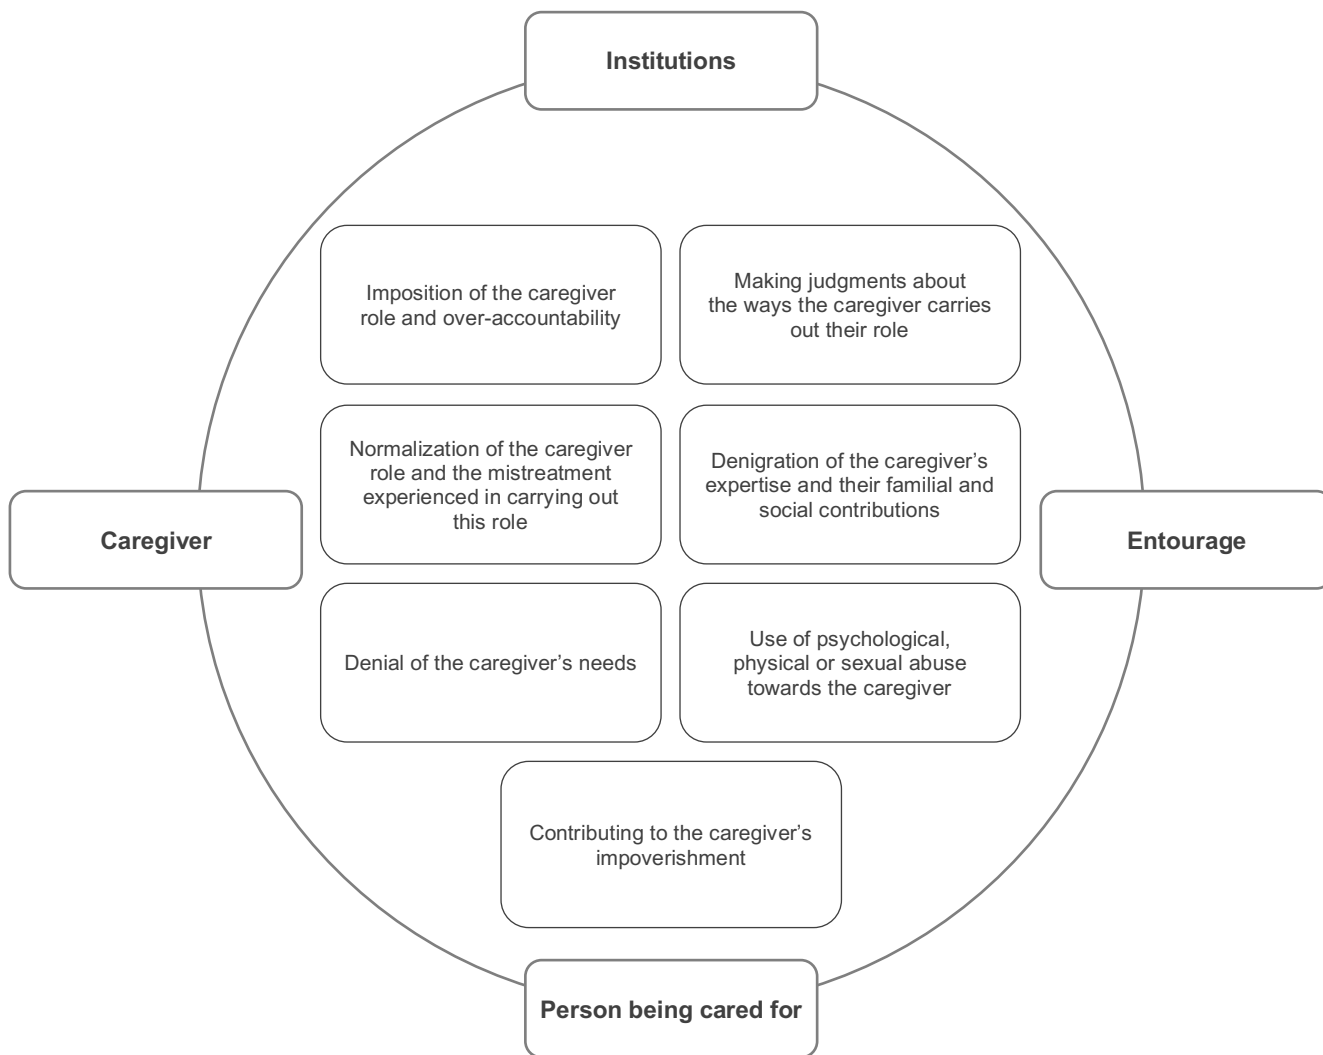 Institutions
Imposition of the caregiver
role and over-accountability
Making judgments about
the ways the caregiver carries
out their role
Normalization of the caregiver
role and the mistreatment
experienced in carrying out
this role
Denigration of the caregiver’s
expertise and their familial and
social contributions
Caregiver
Entourage
Denial of the caregiver’s needs
Use of psychological,
physical or sexual abuse
towards the caregiver
Contributing to the caregiver’s
impoverishment
Person being cared for